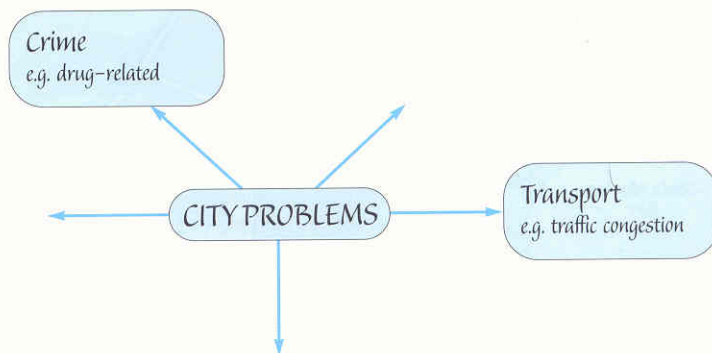 Crime
e.g. drug-related
CITY PROBLEMS
Transport
e.g. traffic congestion